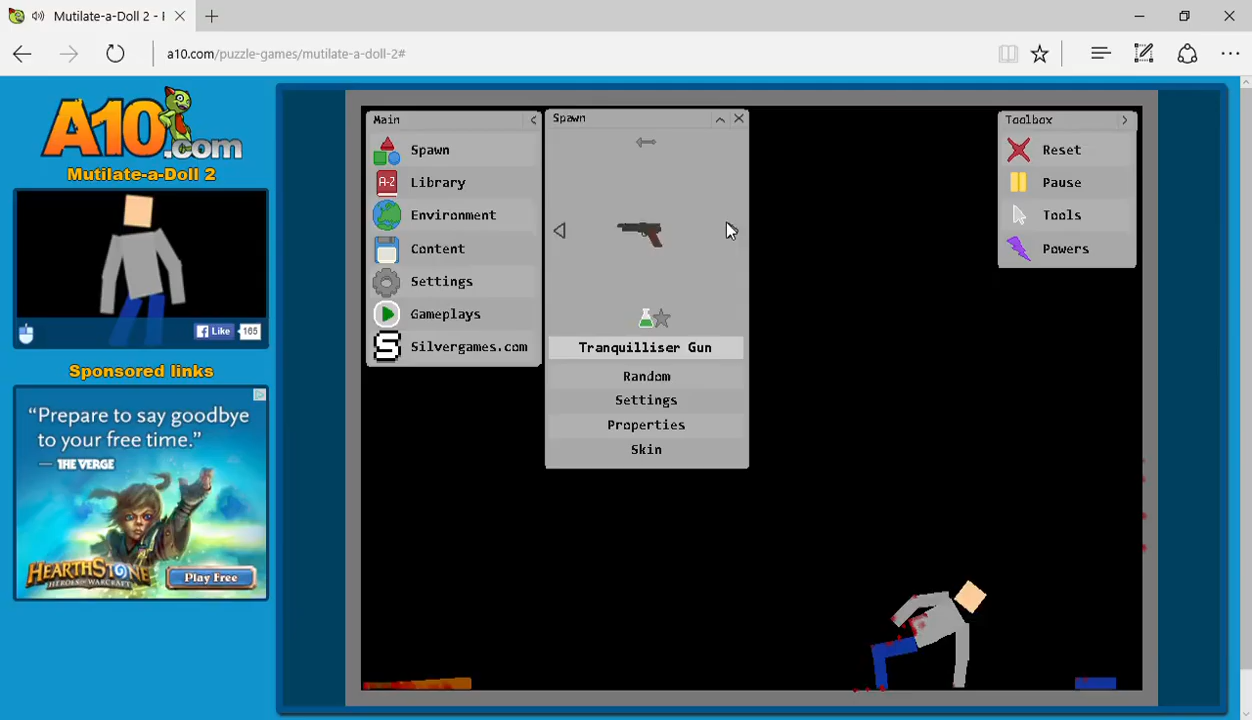 Mutilate-a-Doll 2 - F
a10.com/puzzle-games/mutilate-a-doll-2#
A10.com
Mutilate-a-Doll 2
Like 165
Sponsored links
“Prepare to say goodbye
to your free time.”
— THE VERGE
HEARTHSTONE
HEROES OF WARCRAFT
Play Free
Main
Spawn
A-Z
Library
Environment
Content
Settings
Gameplays
S
Silvergames.com
Spawn
Tranquilliser Gun
Random
Settings
Properties
Skin
Toolbox
Reset
Pause
Tools
Powers